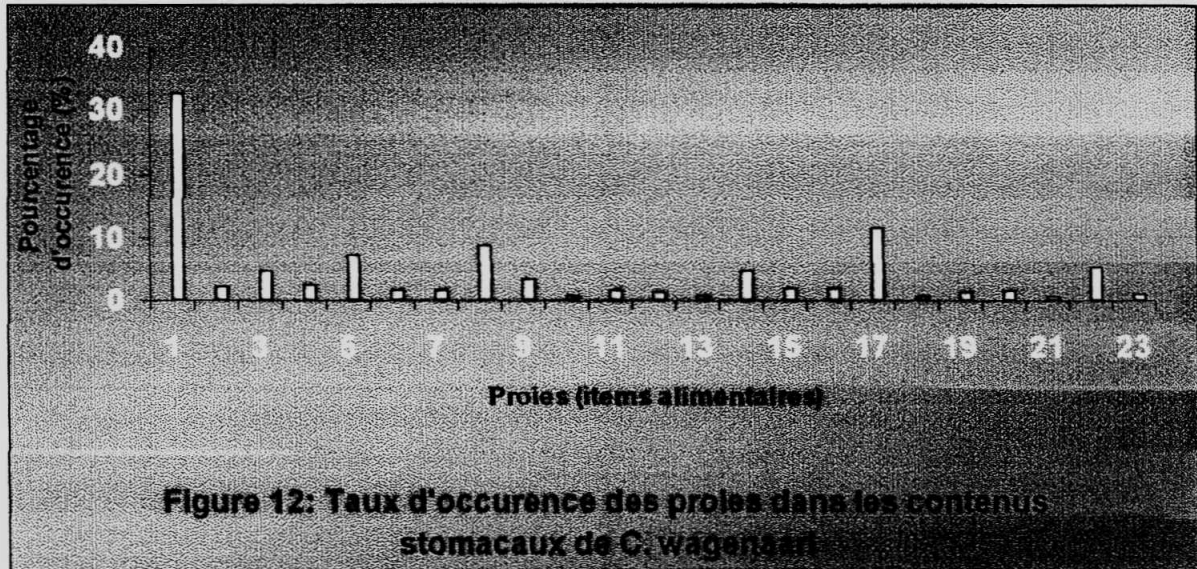 40
30
20
10
0
Pourcentage
d'occurence (%)
1 3 5 7 9 11 13 15 17 19 21 23
Proies (items alimentaires)
Figure 12: Taux d'occurence des proies dans les contenus
stomacaux de C.